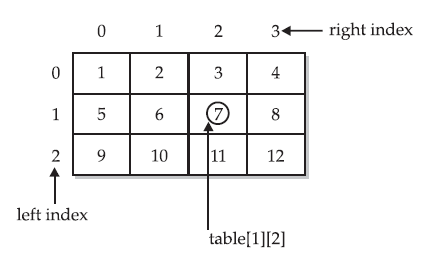 0 1 2 3 right index
0 1 2 3 4
1 5 6 7 8
2 9 10 11 12
left index
table[1][2]